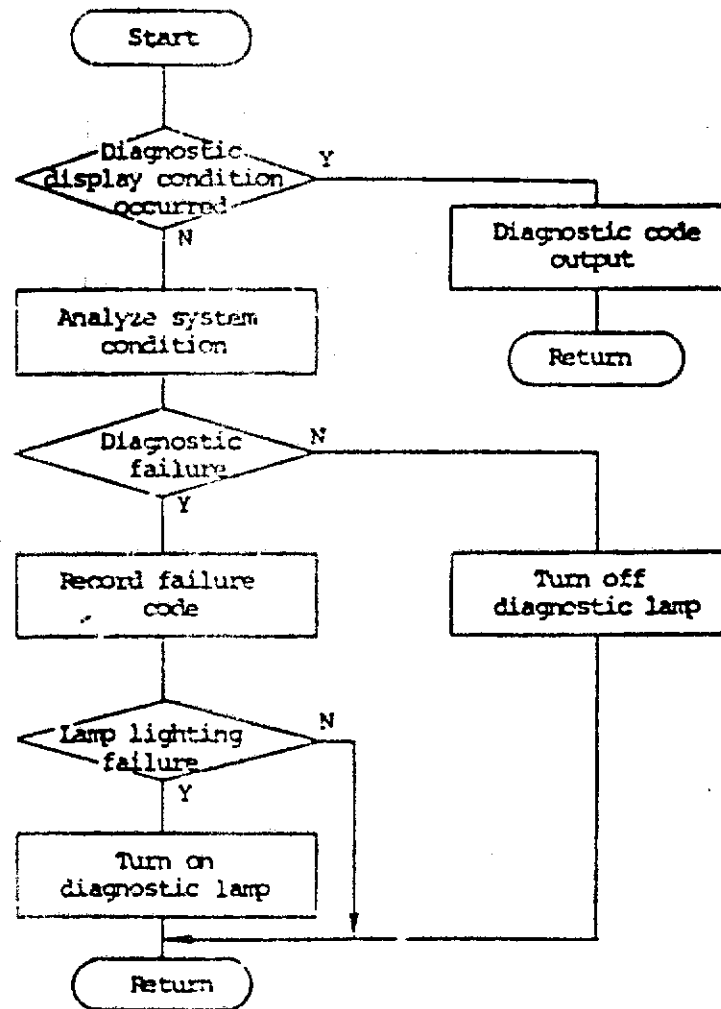 Start
Diagnostic
display condition
occurred
Y
N
Diagnostic code
output
Analyze system
condition
Return
Diagnostic
failure
N
Y
Record failure
code
Turn off
diagnostic lamp
Lamp lighting
failure
N
Y
Turn on
diagnostic lamp
Return